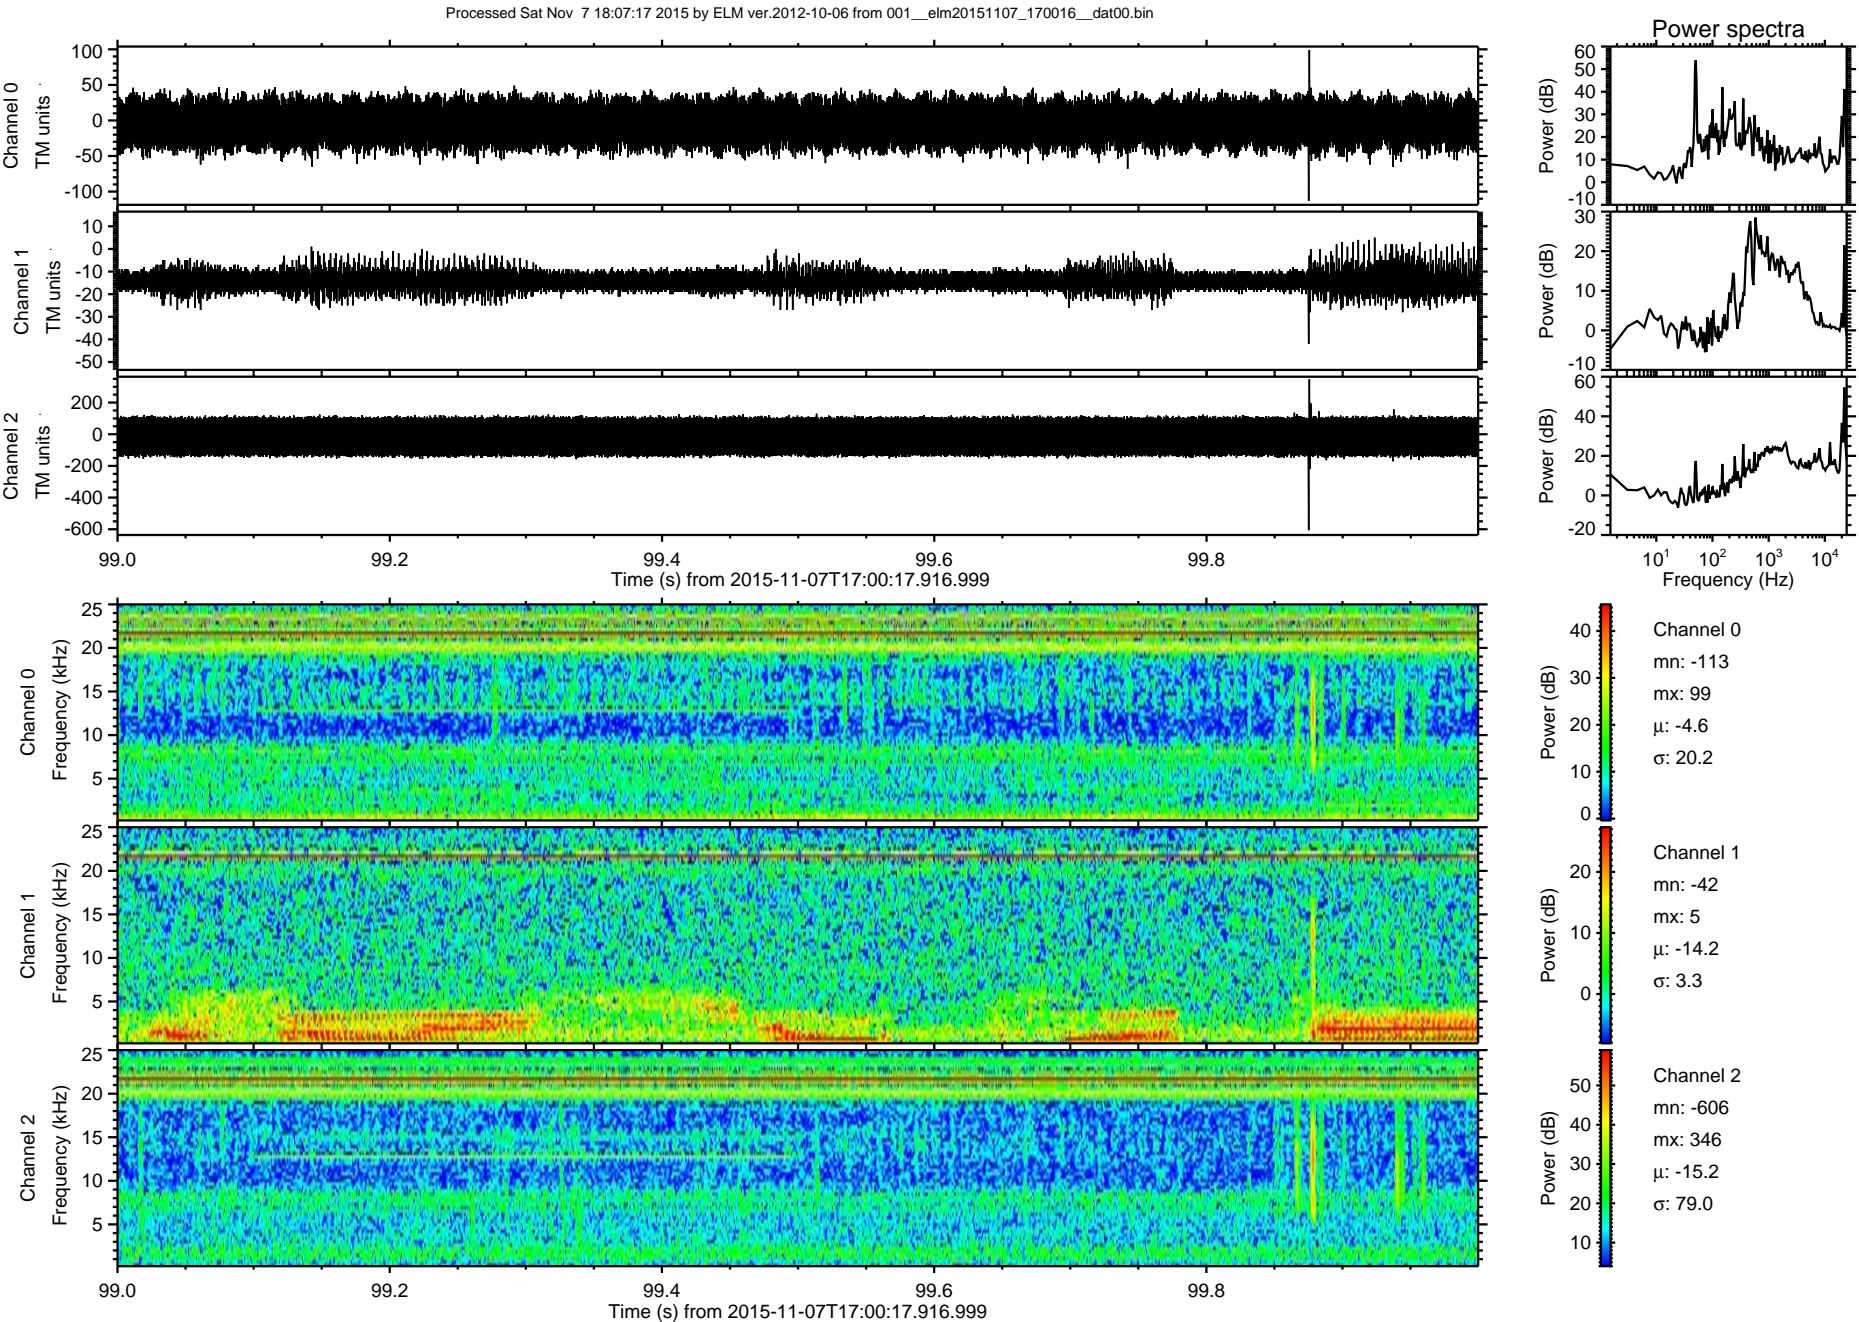 Processed Sat Nov 7 18:07:17 2015 by ELM ver.2012-10-06 from 001__elm20151107_170016__dat00.bin
Power spectra
Channel 0
TM units
100
50
0
-50
-100
Power (dB)
60
50
40
30
20
10
0
-10
Channel 1
TM units
10
0
-10
-20
-30
-40
-50
Power (dB)
30
20
10
0
-10
Channel 2
TM units
200
0
-200
-400
-600
Power (dB)
60
40
20
0
-20
99.0 99.2 99.4 99.6 99.8
Time (s) from 2015-11-07T17:00:17.916.999
10^1 10^2 10^3 10^4
Frequency (Hz)
Channel 0
Frequency (kHz)
25
20
15
10
5
Power (dB)
40
30
20
10
0
Channel 0
mn: -113
mx: 99
μ: -4.6
σ: 20.2
Channel 1
Frequency (kHz)
25
20
15
10
5
Power (dB)
20
10
0
Channel 1
mn: -42
mx: 5
μ: -14.2
σ: 3.3
Channel 2
Frequency (kHz)
25
20
15
10
5
Power (dB)
50
40
30
20
10
Channel 2
mn: -606
mx: 346
μ: -15.2
σ: 79.0
99.0 99.2 99.4 99.6 99.8
Time (s) from 2015-11-07T17:00:17.916.999